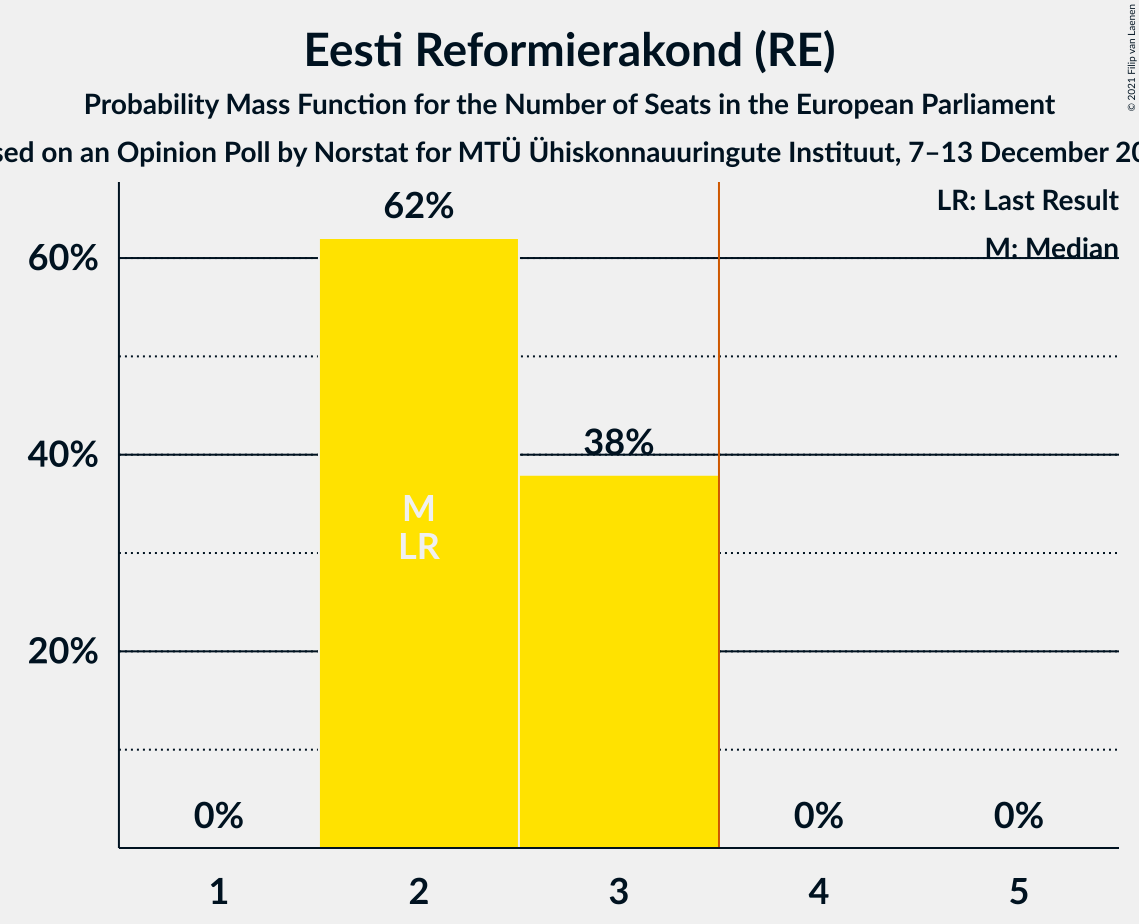 © 2021 Filip van Laenen
Eesti Reformierakond (RE)
Probability Mass Function for the Number of Seats in the European Parliament
on an Opinion Poll by Norstat for MTÜ Ühiskonnauuringute Instituut, 7–13 December
LR: Last Result
M: Median
62%
60%
38%
40%
M
LR
20%
0% 0% 0%
1 2 3 4 5